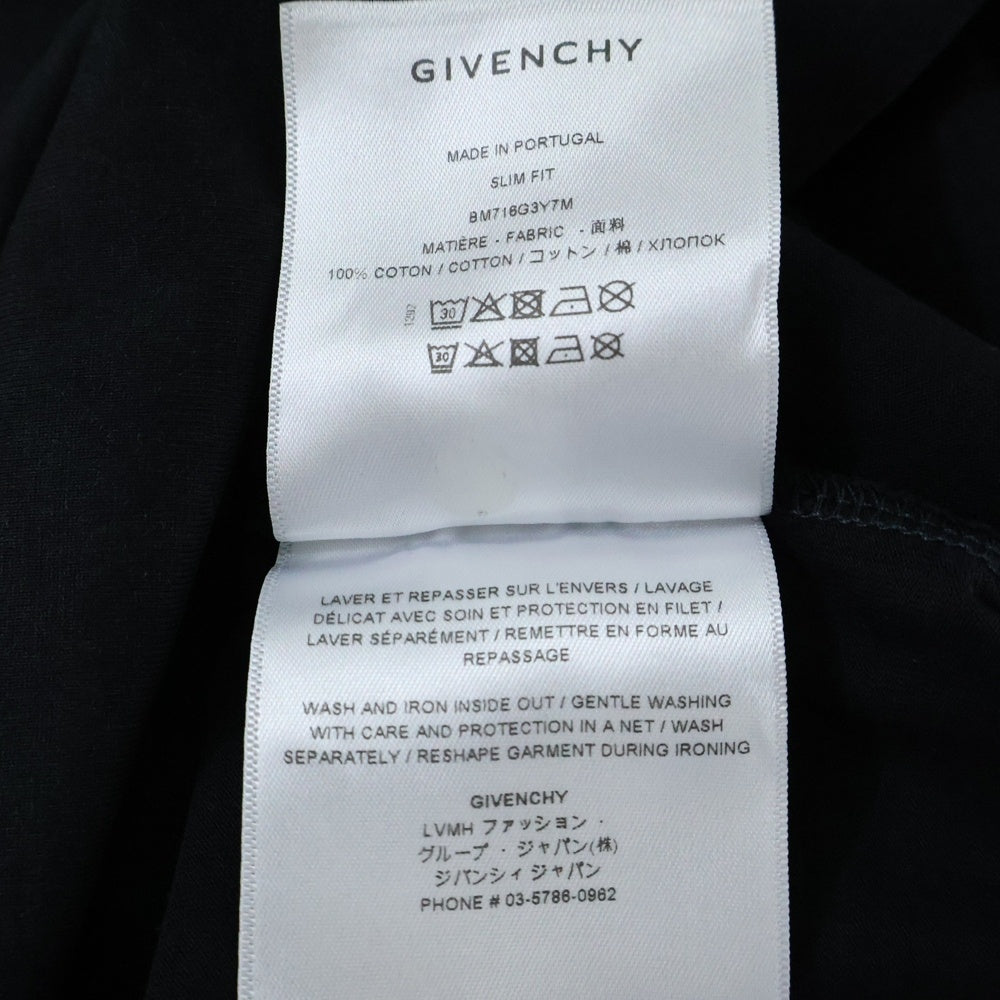 GIVENCHY
MADE IN PORTUGAL
SLIM FIT
BM716G3Y7M
MATIÈRE - FABRIC - 面料
100% COTON / COTTON / コットン / 棉 / ХЛОПОК
1292
30
30
LAVER ET REPASSER SUR L'ENVERS / LAVAGE
DÉLICAT AVEC SOIN ET PROTECTION EN FILET /
LAVER SÉPARÉMENT / REMETTRE EN FORME AU
REPASSAGE
WASH AND IRON INSIDE OUT / GENTLE WASHING
WITH CARE AND PROTECTION IN A NET / WASH
SEPARATELY / RESHAPE GARMENT DURING IRONING
GIVENCHY
LVMH ファッション ·
グループ · ジャパン(株)
ジバンシィ ジャパン
PHONE # 03-5786-0962